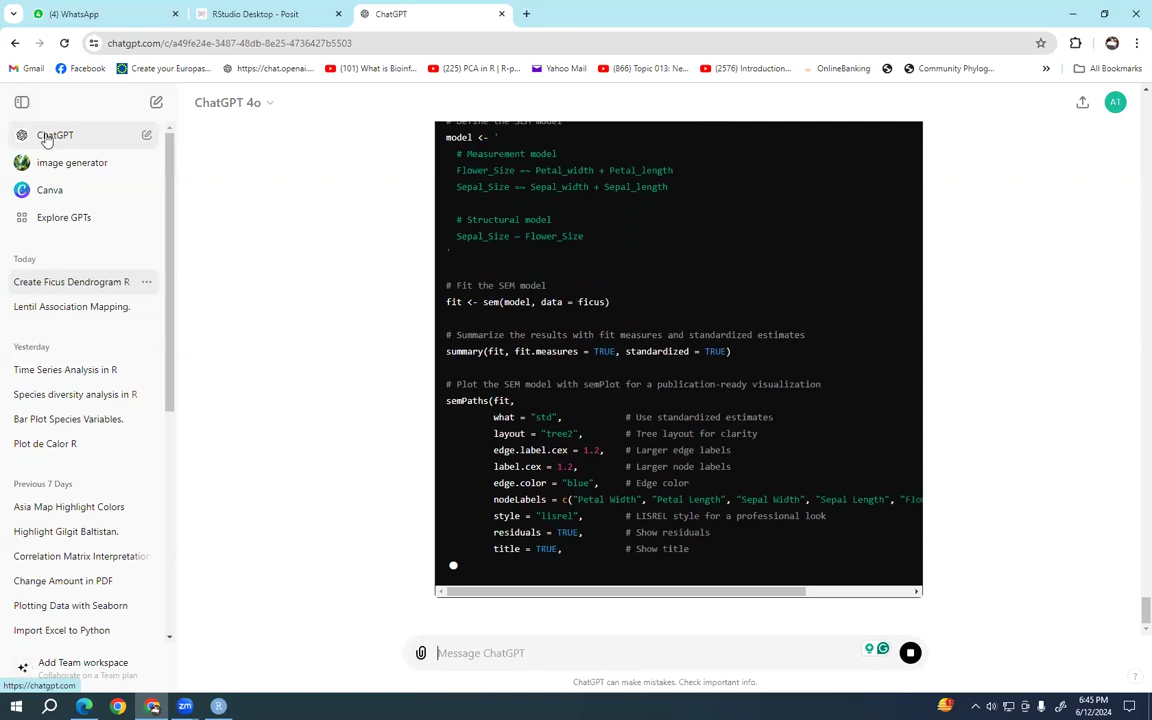 (4) WhatsApp
RStudio Desktop - Posit
ChatGPT
chatgpt.com/c/a49fe24e-3487-48db-8e25-4736427b5503
Gmail
Facebook
Create your Europas...
https://chat.openai....
(101) What is Bioinf...
(225) PCA in R | R-p...
Yahoo Mail
(866) Topic 013: Ne...
(2576) Introduction...
OnlineBanking
Community Phylog...
All Bookmarks
ChatGPT 4o
AT
ChatGPT
image generator
Canva
Explore GPTs
Today
Create Ficus Dendrogram R
Lentil Association Mapping.
Yesterday
Time Series Analysis in R
Species diversity analysis in R
Bar Plot Species Variables.
Plot de Calor R
Previous 7 Days
Asia Map Highlight Colors
Highlight Gilgit Baltistan.
Correlation Matrix Interpretation
Change Amount in PDF
Plotting Data with Seaborn
Import Excel to Python
Add Team workspace
Collaborate on a Team plan
https://chatgpt.com
# Define the SEM model
model <- '
# Measurement model
Flower_Size =~ Petal_width + Petal_length
Sepal_Size =~ Sepal_width + Sepal_length
# Structural model
Sepal_Size ~ Flower_Size
'
# Fit the SEM model
fit <- sem(model, data = ficus)
# Summarize the results with fit measures and standardized estimates
summary(fit, fit.measures = TRUE, standardized = TRUE)
# Plot the SEM model with semPlot for a publication-ready visualization
semPaths(fit,
what = "std", # Use standardized estimates
layout = "tree2", # Tree layout for clarity
edge.label.cex = 1.2, # Larger edge labels
label.cex = 1.2, # Larger node labels
edge.color = "blue", # Edge color
nodeLabels = c("Petal Width", "Petal Length", "Sepal Width", "Sepal Length", "Flo
style = "lisrel", # LISREL style for a professional look
residuals = TRUE, # Show residuals
title = TRUE, # Show title
Message ChatGPT
ChatGPT can make mistakes. Check important info.
?
zm
R
6:45 PM
6/12/2024